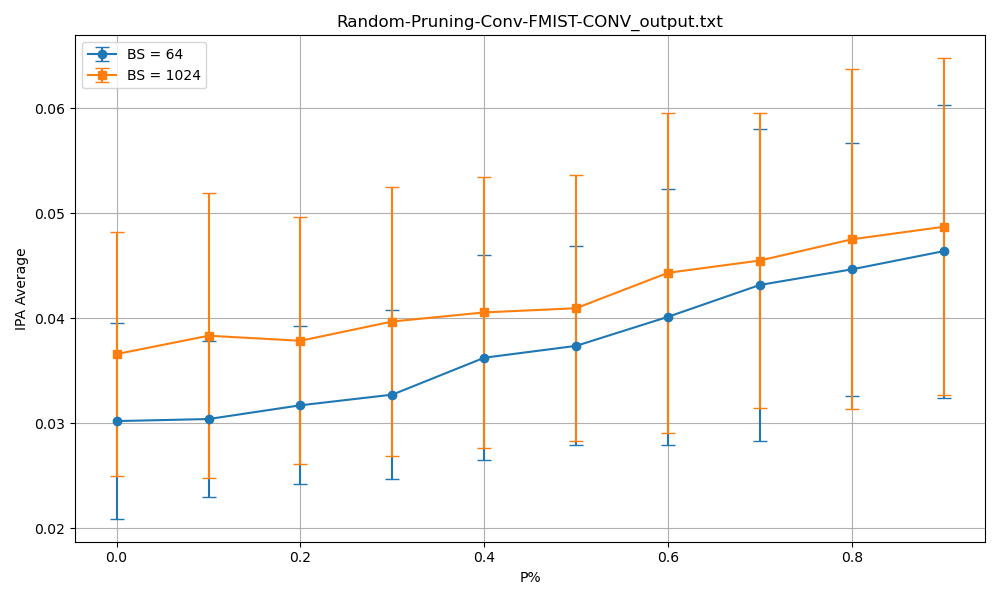 Random-Pruning-Conv-FMIST-CONV_output.txt
BS = 64
BS = 1024
IPA Average
0.06
0.05
0.04
0.03
0.02
0.0 0.2 0.4 0.6 0.8
P%